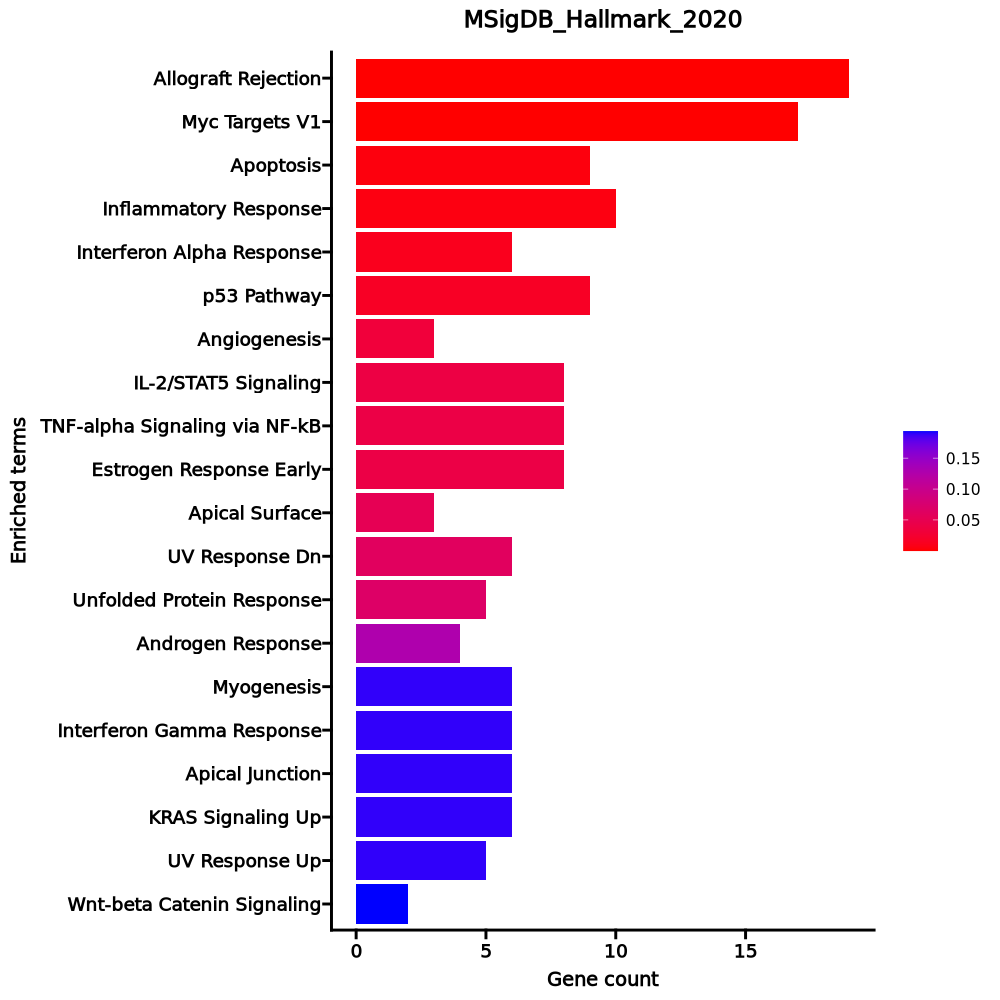 MSigDB_Hallmark_2020
Allograft Rejection
Myc Targets V1
Apoptosis
Inflammatory Response
Interferon Alpha Response
p53 Pathway
Angiogenesis
IL-2/STAT5 Signaling
TNF-alpha Signaling via NF-kB
Estrogen Response Early
Apical Surface
UV Response Dn
Unfolded Protein Response
Androgen Response
Myogenesis
Interferon Gamma Response
Apical Junction
KRAS Signaling Up
UV Response Up
Wnt-beta Catenin Signaling
Enriched terms
0 5 10 15
Gene count
0.15
0.10
0.05